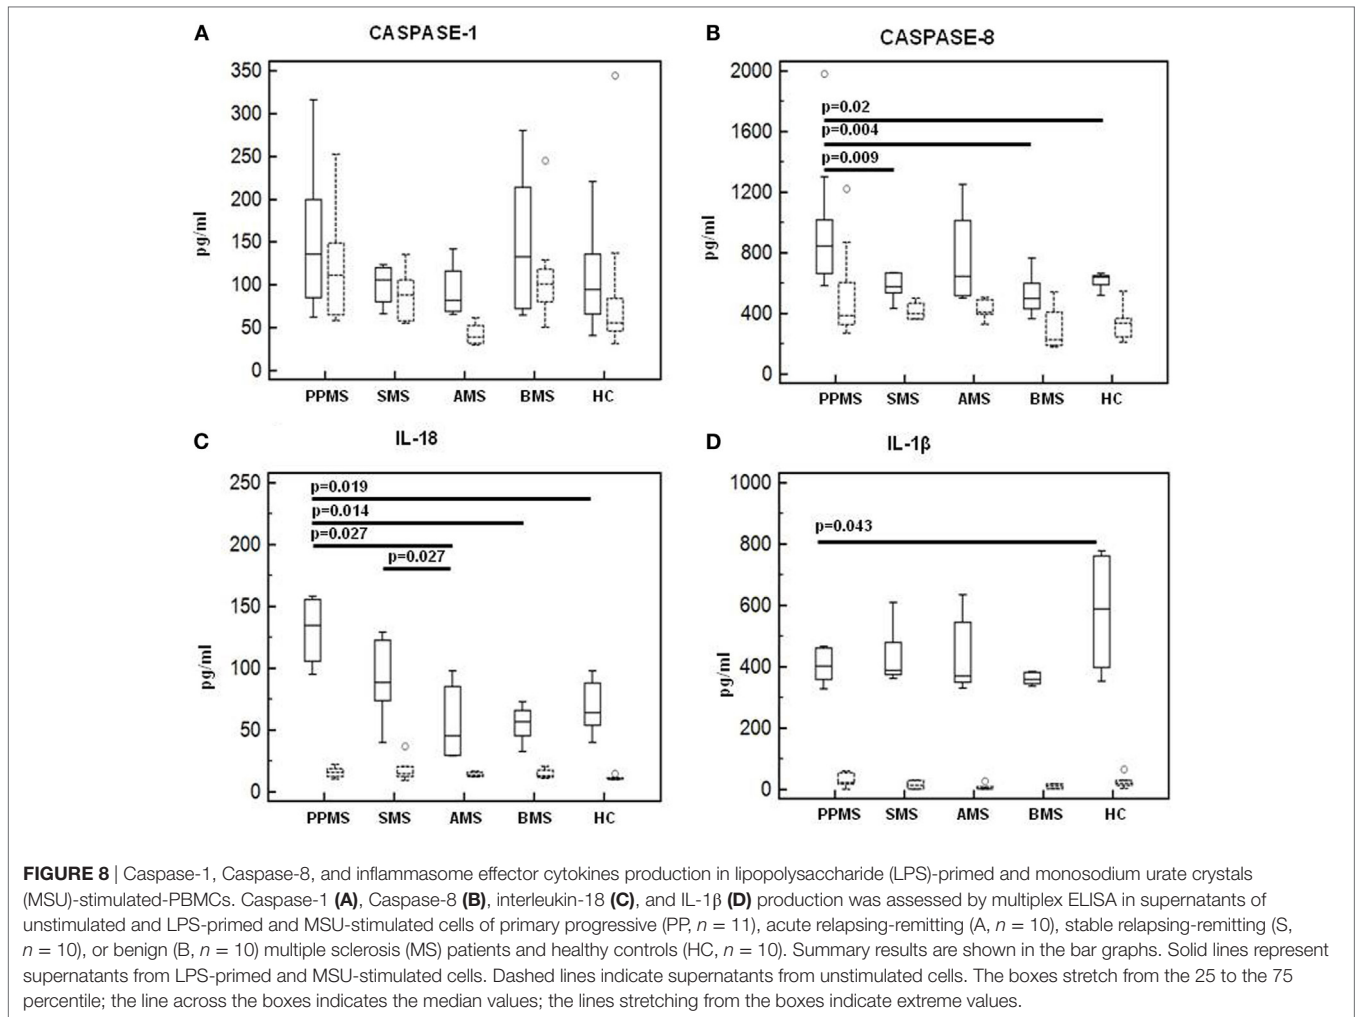 A
CASPASE-1
350
300
250
200
150
100
50
0
pg/ml
PPMS SMS AMS BMS HC
B
CASPASE-8
2000
1600
1200
800
400
0
pg/ml
p=0.02
p=0.004
p=0.009
PPMS SMS AMS BMS HC
C
IL-18
250
200
150
100
50
0
pg/ml
p=0.019
p=0.014
p=0.027
p=0.027
PPMS SMS AMS BMS HC
D
IL-1β
1000
800
600
400
200
0
pg/ml
p=0.043
PPMS SMS AMS BMS HC
FIGURE 8 | Caspase-1, Caspase-8, and inflammasome effector cytokines production in lipopolysaccharide (LPS)-primed and monosodium urate crystals
(MSU)-stimulated-PBMCs. Caspase-1 (A), Caspase-8 (B), interleukin-18 (C), and IL-1β (D) production was assessed by multiplex ELISA in supernatants of
unstimulated and LPS-primed and MSU-stimulated cells of primary progressive (PP, n = 11), acute relapsing-remitting (A, n = 10), stable relapsing-remitting (S,
n = 10), or benign (B, n = 10) multiple sclerosis (MS) patients and healthy controls (HC, n = 10). Summary results are shown in the bar graphs. Solid lines represent
supernatants from LPS-primed and MSU-stimulated cells. Dashed lines indicate supernatants from unstimulated cells. The boxes stretch from the 25 to the 75
percentile; the line across the boxes indicates the median values; the lines stretching from the boxes indicate extreme values.